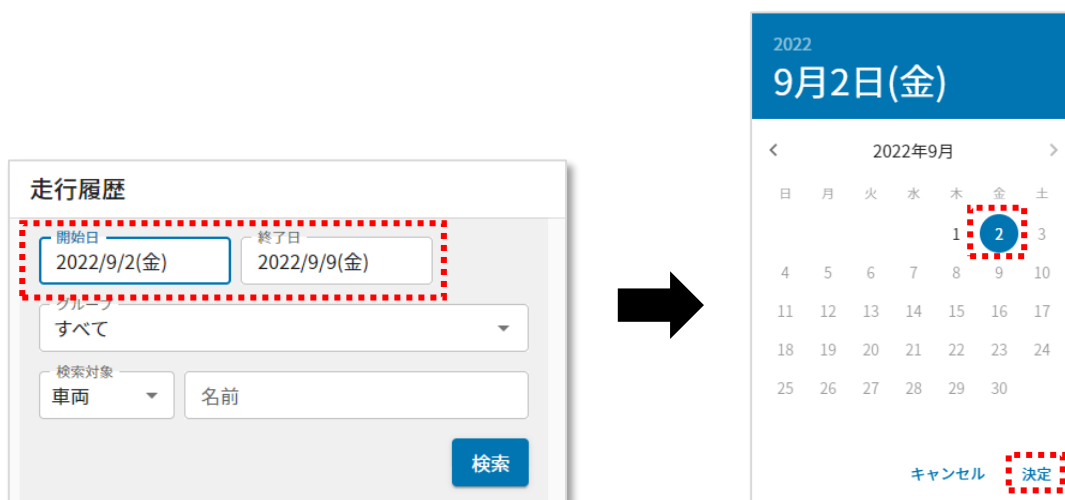 走行履歴
開始日
2022/9/2(金)
終了日
2022/9/9(金)
グループ
すべて
検索対象
車両
名前
検索
2022
9月2日(金)
2022年9月
日 月 火 水 木 金 土
1 2 3
4 5 6 7 8 9 10
11 12 13 14 15 16 17
18 19 20 21 22 23 24
25 26 27 28 29 30
キャンセル 決定